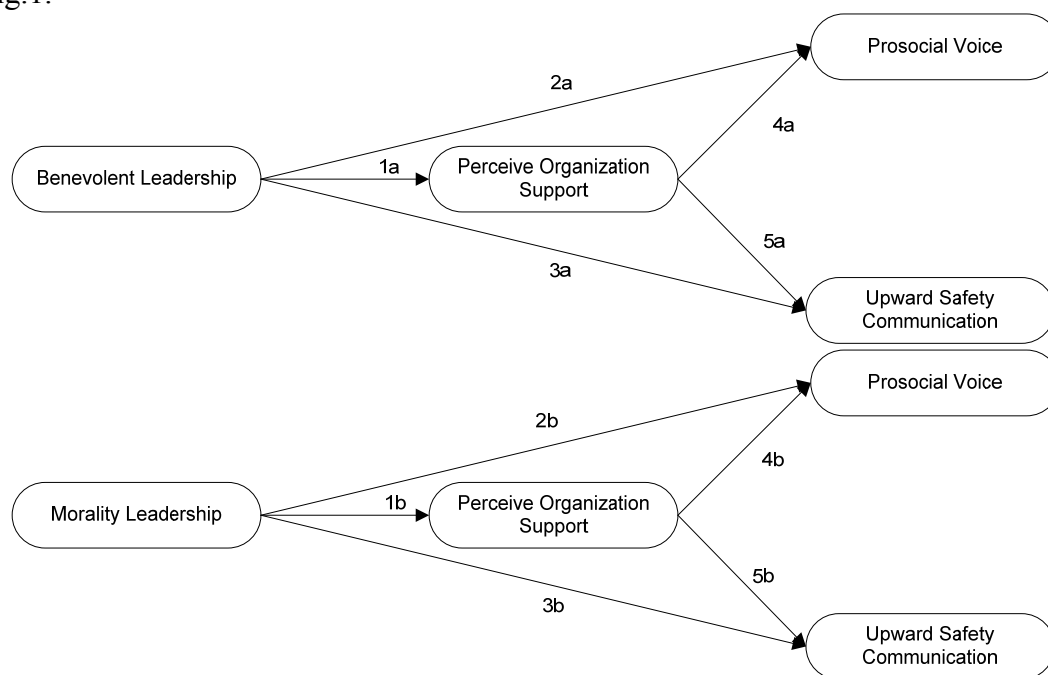 ng.1.
Prosocial Voice
2a
4a
Benevolent Leadership
1a
Perceive Organization
Support
5a
3a
Upward Safety
Communication
Prosocial Voice
2b
4b
Morality Leadership
1b
Perceive Organization
Support
5b
3b
Upward Safety
Communication